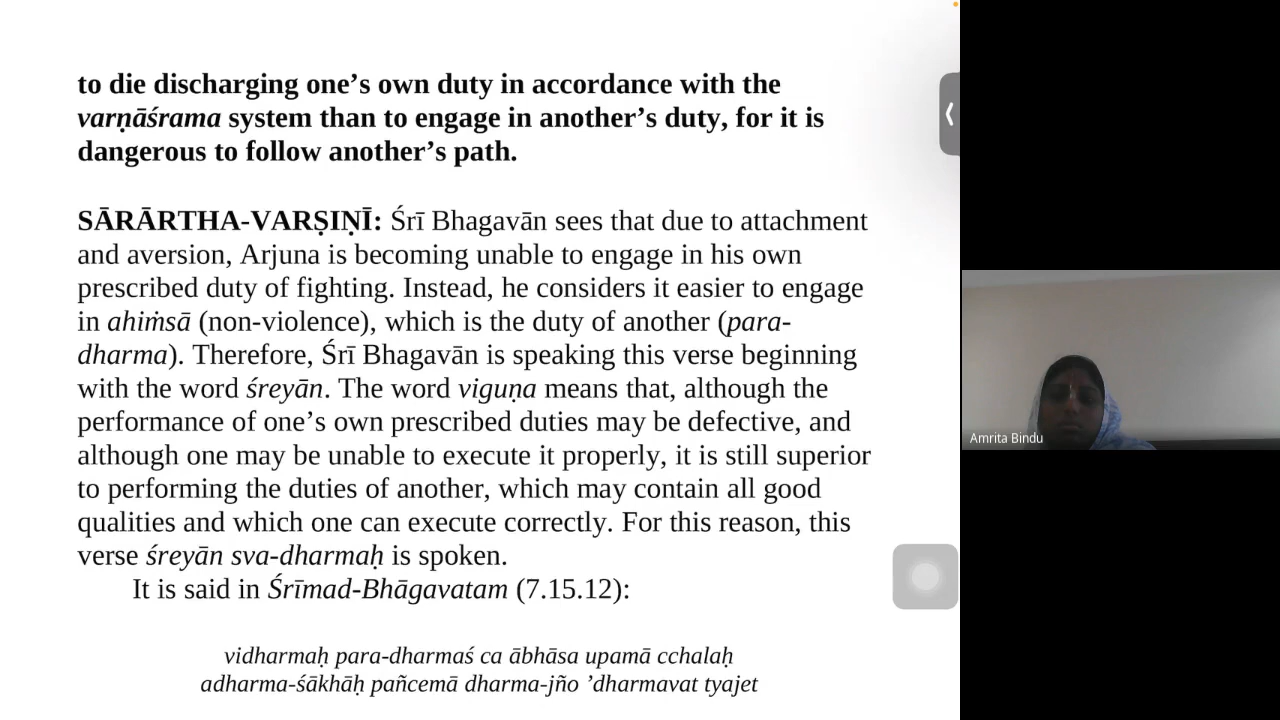 to die discharging one’s own duty in accordance with the
varṇāśrama system than to engage in another’s duty, for it is
dangerous to follow another’s path.
SĀRĀRTHA-VARṢIṆĪ: Śrī Bhagavān sees that due to attachment
and aversion, Arjuna is becoming unable to engage in his own
prescribed duty of fighting. Instead, he considers it easier to engage
in ahiṁsā (non-violence), which is the duty of another (para-
dharma). Therefore, Śrī Bhagavān is speaking this verse beginning
with the word śreyān. The word viguṇa means that, although the
performance of one’s own prescribed duties may be defective, and
although one may be unable to execute it properly, it is still superior
to performing the duties of another, which may contain all good
qualities and which one can execute correctly. For this reason, this
verse śreyān sva-dharmaḥ is spoken.
It is said in Śrīmad-Bhāgavatam (7.15.12):
vidharmaḥ para-dharmaś ca ābhāsa upamā cchalaḥ
adharma-śākhāḥ pañcemā dharma-jño ’dharmavat tyajet
Amrita Bindu